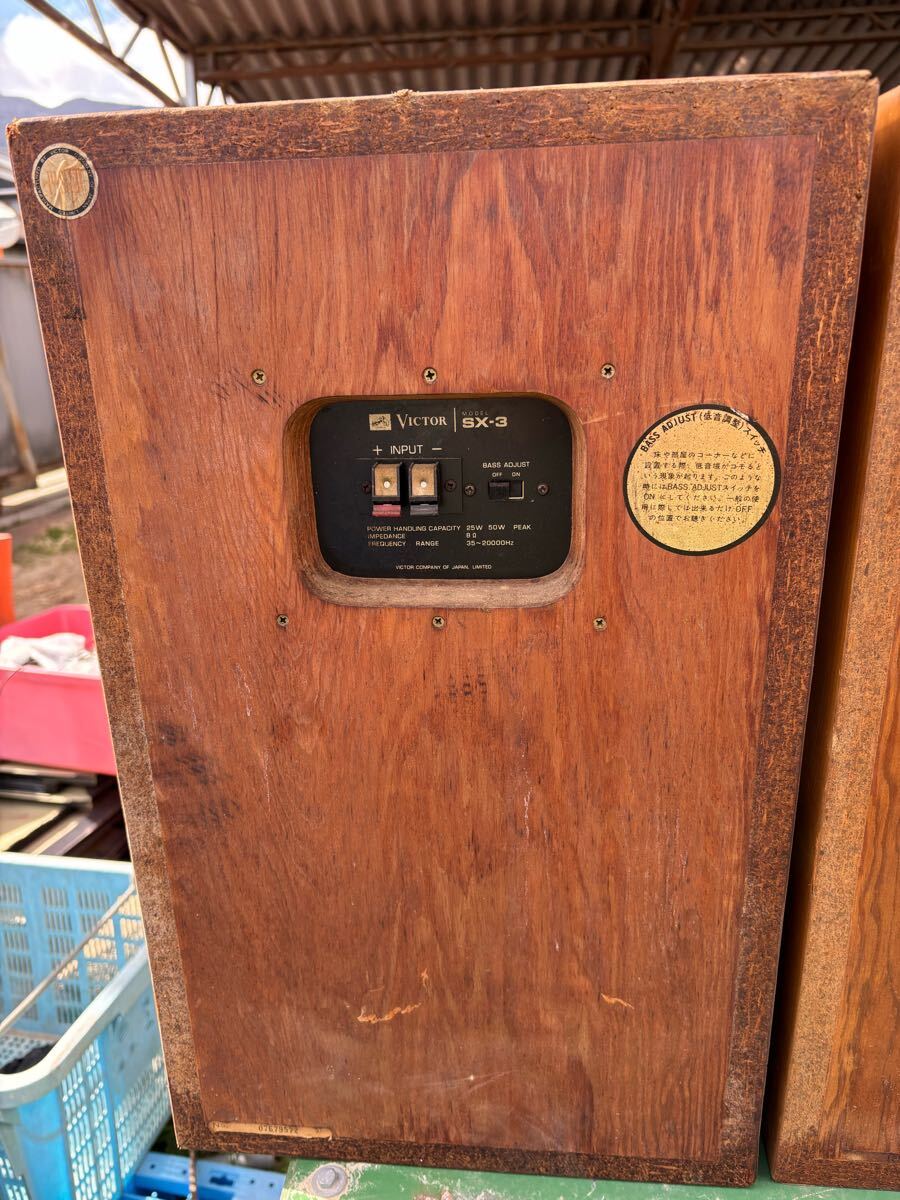 VICTOR
MODEL
SX-3
+ INPUT −
BASS ADJUST
OFF ON
POWER HANDLING CAPACITY 25W 50W PEAK
IMPEDANCE 8Ω
FREQUENCY RANGE 35~20000Hz
VICTOR COMPANY OF JAPAN, LIMITED
BASS ADJUST(低音調整)スイッチ
床や部屋のコーナーなどに
設置する際、低音域がコモると
いう現象が起ります。このような
時にはBASS ADJUSTスイッチを
ONにしてください。一般の使
用に際しては出来るだけOFF
の位置でお聴きください。